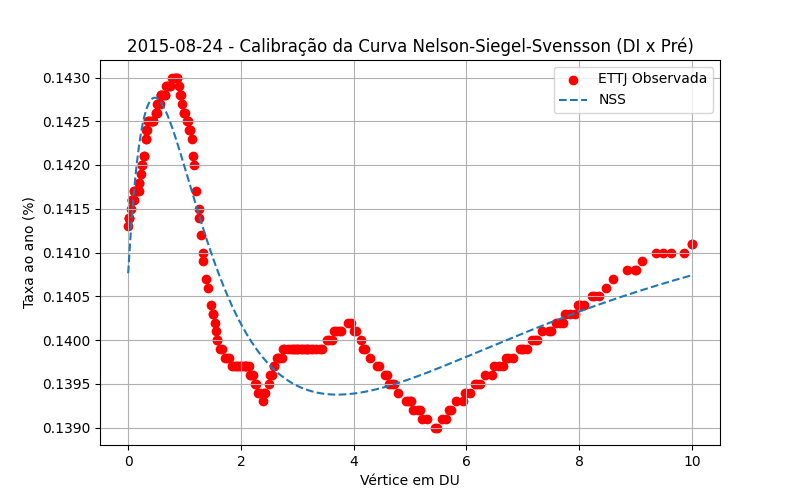 2015-08-24 - Calibração da Curva Nelson-Siegel-Svensson (DI x Pré)
ETTJ Observada
NSS
Taxa ao ano (%)
0.1430
0.1425
0.1420
0.1415
0.1410
0.1405
0.1400
0.1395
0.1390
0 2 4 6 8 10
Vértice em DU